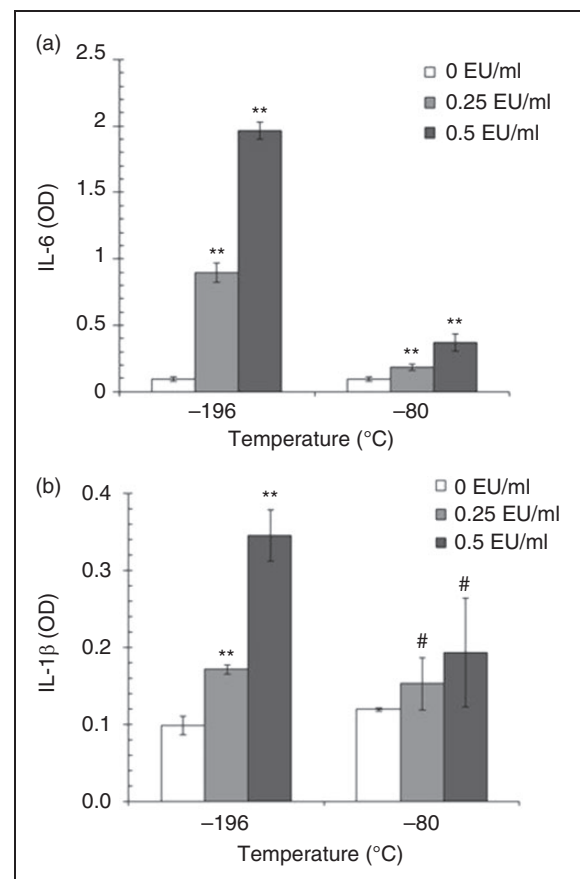 (a)
2.5
2
1.5
1
0.5
0
IL-6 (OD)
0 EU/ml
0.25 EU/ml
0.5 EU/ml
**
**
**
**
–196
–80
Temperature (°C)
(b)
0.4
0.3
0.2
0.1
0.0
IL-1β (OD)
0 EU/ml
0.25 EU/ml
0.5 EU/ml
**
**
#
#
–196
–80
Temperature (°C)